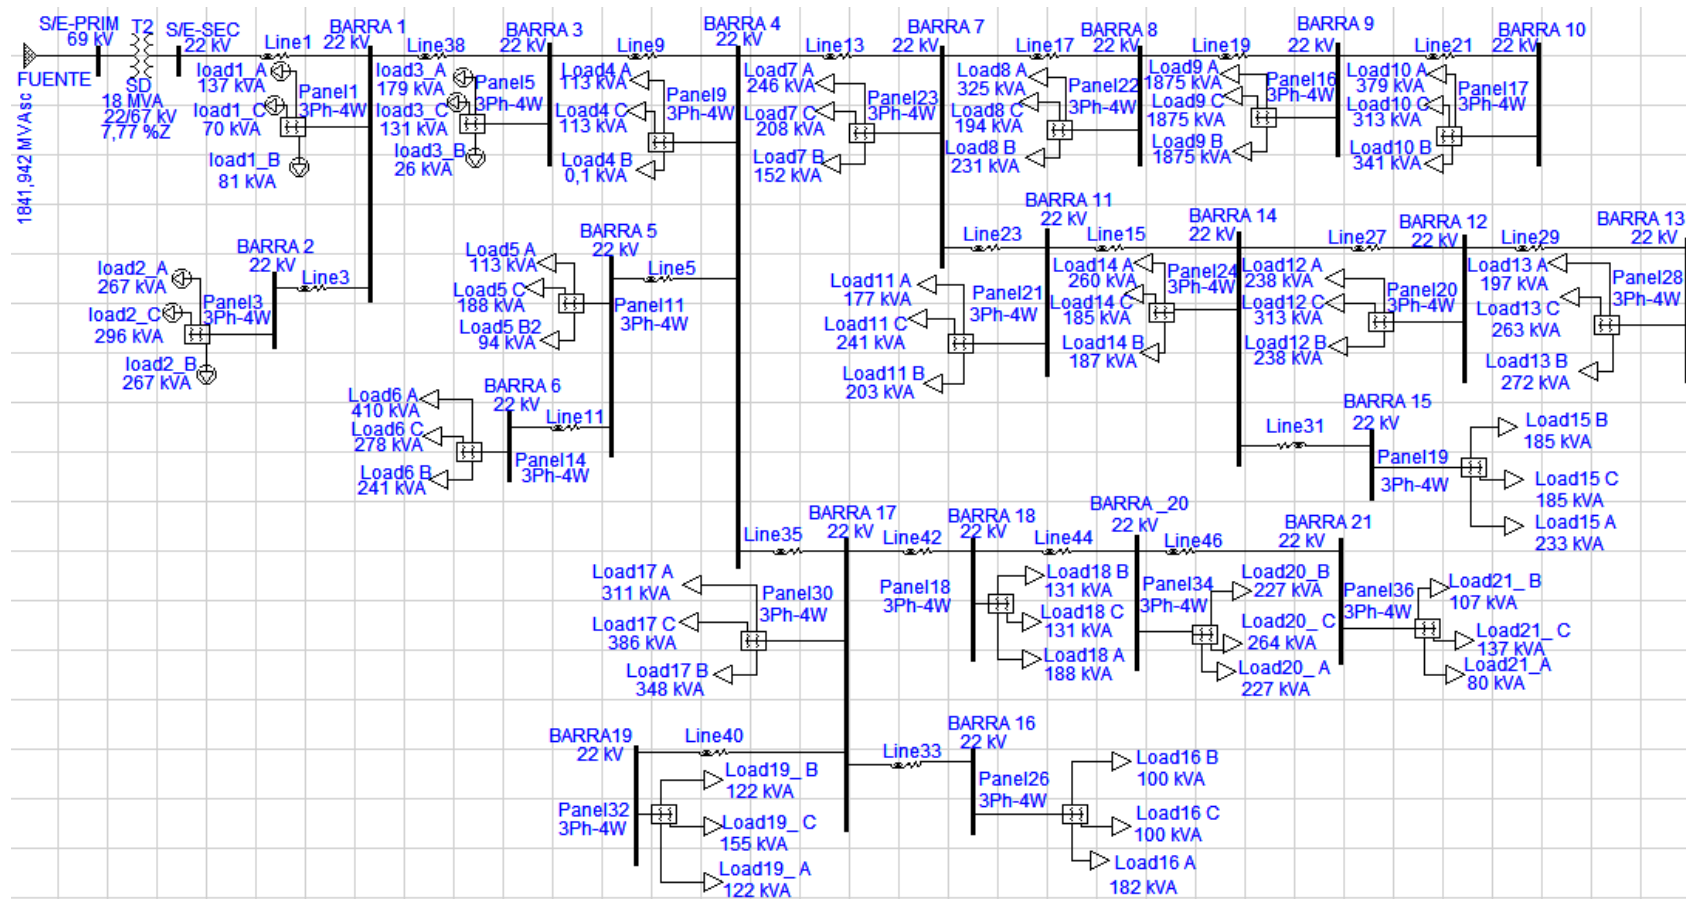 S/E-PRIM
69 kV
T2
S/E-SEC
22 kV
FUENTE
1841,942 MVAsc
SD
18 MVA
22/67 kV
7,77 %Z
Line1
BARRA 1
22 kV
load1_A
137 kVA
load1_C
70 kVA
load1_B
81 kVA
Panel1
3Ph-4W
Line38
BARRA 3
22 kV
load3_A
179 kVA
load3_C
131 kVA
load3_B
26 kVA
Panel5
3Ph-4W
Line9
BARRA 4
22 kV
Load4 A
113 kVA
Load4 C
113 kVA
Load4 B
0,1 kVA
Panel9
3Ph-4W
Line13
BARRA 7
22 kV
Load7 A
246 kVA
Load7 C
208 kVA
Load7 B
152 kVA
Panel23
3Ph-4W
Line17
BARRA 8
22 kV
Load8 A
325 kVA
Load8 C
194 kVA
Load8 B
231 kVA
Panel22
3Ph-4W
Line19
BARRA 9
22 kV
Load9 A
1875 kVA
Load9 C
1875 kVA
Load9 B
1875 kVA
Panel16
3Ph-4W
Line21
BARRA 10
22 kV
Load10 A
379 kVA
Load10 C
313 kVA
Load10 B
341 kVA
Panel17
3Ph-4W
BARRA 2
22 kV
Line3
load2_A
267 kVA
load2_C
296 kVA
load2_B
267 kVA
Panel3
3Ph-4W
BARRA 5
22 kV
Line5
Load5 A
113 kVA
Load5 C
188 kVA
Load5 B2
94 kVA
Panel11
3Ph-4W
Line23
BARRA 11
22 kV
Load11 A
177 kVA
Load11 C
241 kVA
Load11 B
203 kVA
Panel21
3Ph-4W
Line15
BARRA 14
22 kV
Load14 A
260 kVA
Load14 C
185 kVA
Load14 B
187 kVA
Panel24
3Ph-4W
Line27
BARRA 12
22 kV
Load12 A
238 kVA
Load12 C
313 kVA
Load12 B
238 kVA
Panel20
3Ph-4W
Line29
BARRA 13
22 kV
Load13 A
197 kVA
Load13 C
263 kVA
Load13 B
272 kVA
Panel28
3Ph-4W
BARRA 6
22 kV
Line11
Load6 A
410 kVA
Load6 C
278 kVA
Load6 B
241 kVA
Panel14
3Ph-4W
Line31
BARRA 15
22 kV
Panel19
3Ph-4W
Load15 B
185 kVA
Load15 C
185 kVA
Load15 A
233 kVA
Line35
BARRA 17
22 kV
Load17 A
311 kVA
Load17 C
386 kVA
Load17 B
348 kVA
Panel30
3Ph-4W
Line42
BARRA 18
22 kV
Panel18
3Ph-4W
Load18 B
131 kVA
Load18 C
131 kVA
Load18 A
188 kVA
Line44
BARRA _20
22 kV
Panel34
3Ph-4W
Load20_B
227 kVA
Load20_ C
264 kVA
Load20_ A
227 kVA
Line46
BARRA 21
22 kV
Panel36
3Ph-4W
Load21_ B
107 kVA
Load21_ C
137 kVA
Load21_A
80 kVA
BARRA19
22 kV
Line40
Panel32
3Ph-4W
Load19_ B
122 kVA
Load19_ C
155 kVA
Load19_ A
122 kVA
Line33
BARRA 16
22 kV
Panel26
3Ph-4W
Load16 B
100 kVA
Load16 C
100 kVA
Load16 A
182 kVA